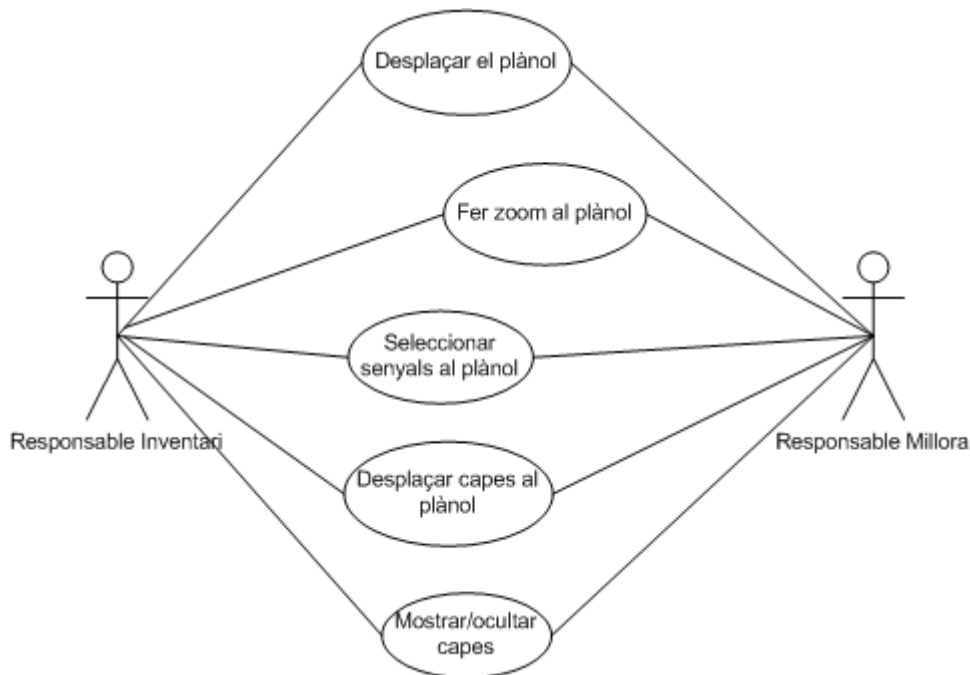 Desplaçar el plànol
Fer zoom al plànol
Seleccionar
senyals al plànol
Responsable Inventari
Responsable Millora
Desplaçar capes al
plànol
Mostrar/ocultar
capes